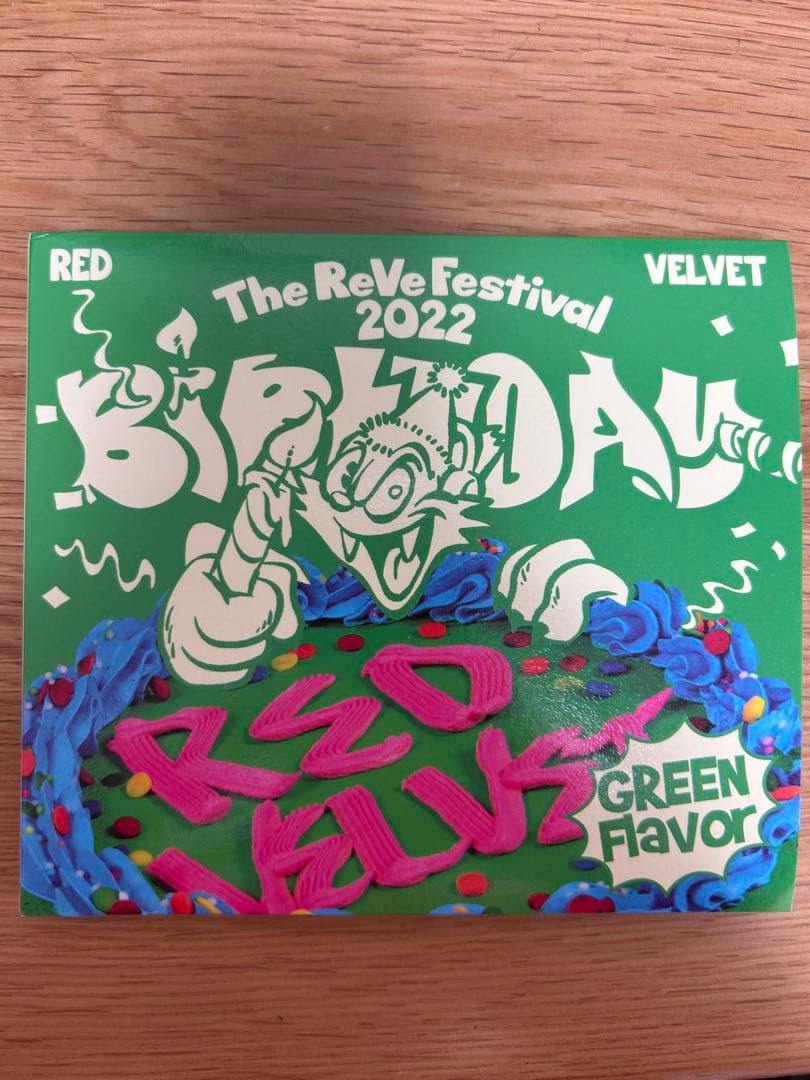 RED
VELVET
The ReVe Festival
2022
BiRtHDAy
RED
VELVET
GREEN
Flavor